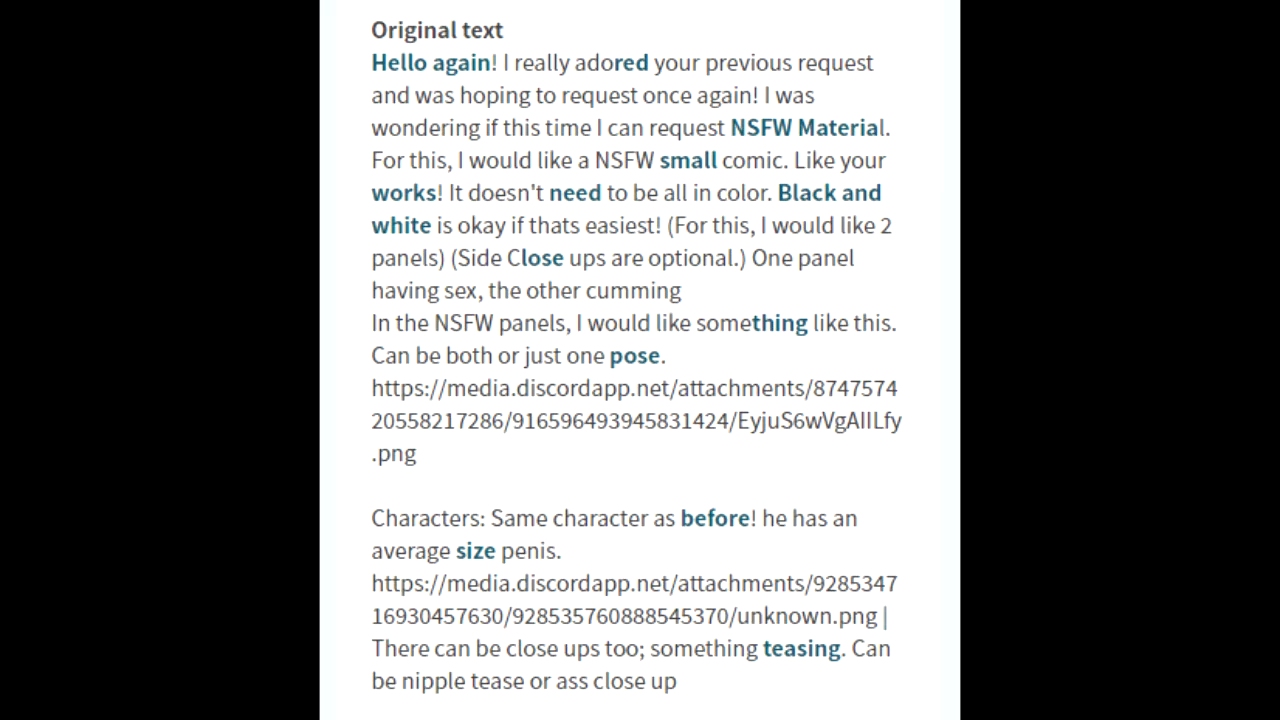 Original text
Hello again! I really adored your previous request
and was hoping to request once again! I was
wondering if this time I can request NSFW Material.
For this, I would like a NSFW small comic. Like your
works! It doesn't need to be all in color. Black and
white is okay if thats easiest! (For this, I would like 2
panels) (Side Close ups are optional.) One panel
having sex, the other cumming
In the NSFW panels, I would like something like this.
Can be both or just one pose.
https://media.discordapp.net/attachments/8747574
20558217286/916596493945831424/EyjuS6wVgAIILfy
.png
Characters: Same character as before! he has an
average size penis.
https://media.discordapp.net/attachments/9285347
16930457630/928535760888545370/unknown.png |
There can be close ups too; something teasing. Can
be nipple tease or ass close up